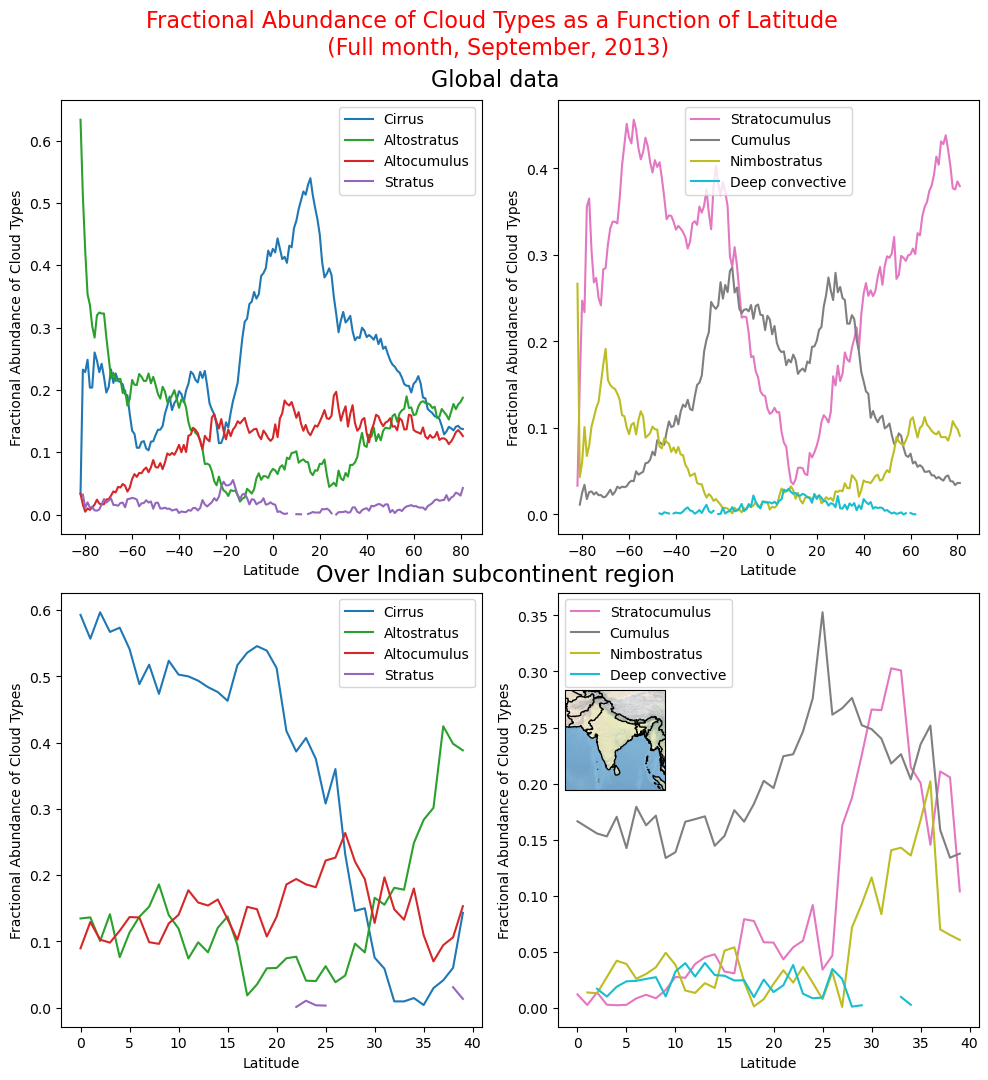 Fractional Abundance of Cloud Types as a Function of Latitude
(Full month, September, 2013)
Global data
Fractional Abundance of Cloud Types
0.6
0.5
0.4
0.3
0.2
0.1
0.0
Cirrus
Altostratus
Altocumulus
Stratus
−80 −60 −40 −20 0 20 40 60 80
Latitude
Fractional Abundance of Cloud Types
0.4
0.3
0.2
0.1
0.0
Stratocumulus
Cumulus
Nimbostratus
Deep convective
−80 −60 −40 −20 0 20 40 60 80
Latitude
Over Indian subcontinent region
Fractional Abundance of Cloud Types
0.6
0.5
0.4
0.3
0.2
0.1
0.0
Cirrus
Altostratus
Altocumulus
Stratus
0 5 10 15 20 25 30 35 40
Latitude
Fractional Abundance of Cloud Types
0.35
0.30
0.25
0.20
0.15
0.10
0.05
0.00
Stratocumulus
Cumulus
Nimbostratus
Deep convective
0 5 10 15 20 25 30 35 40
Latitude